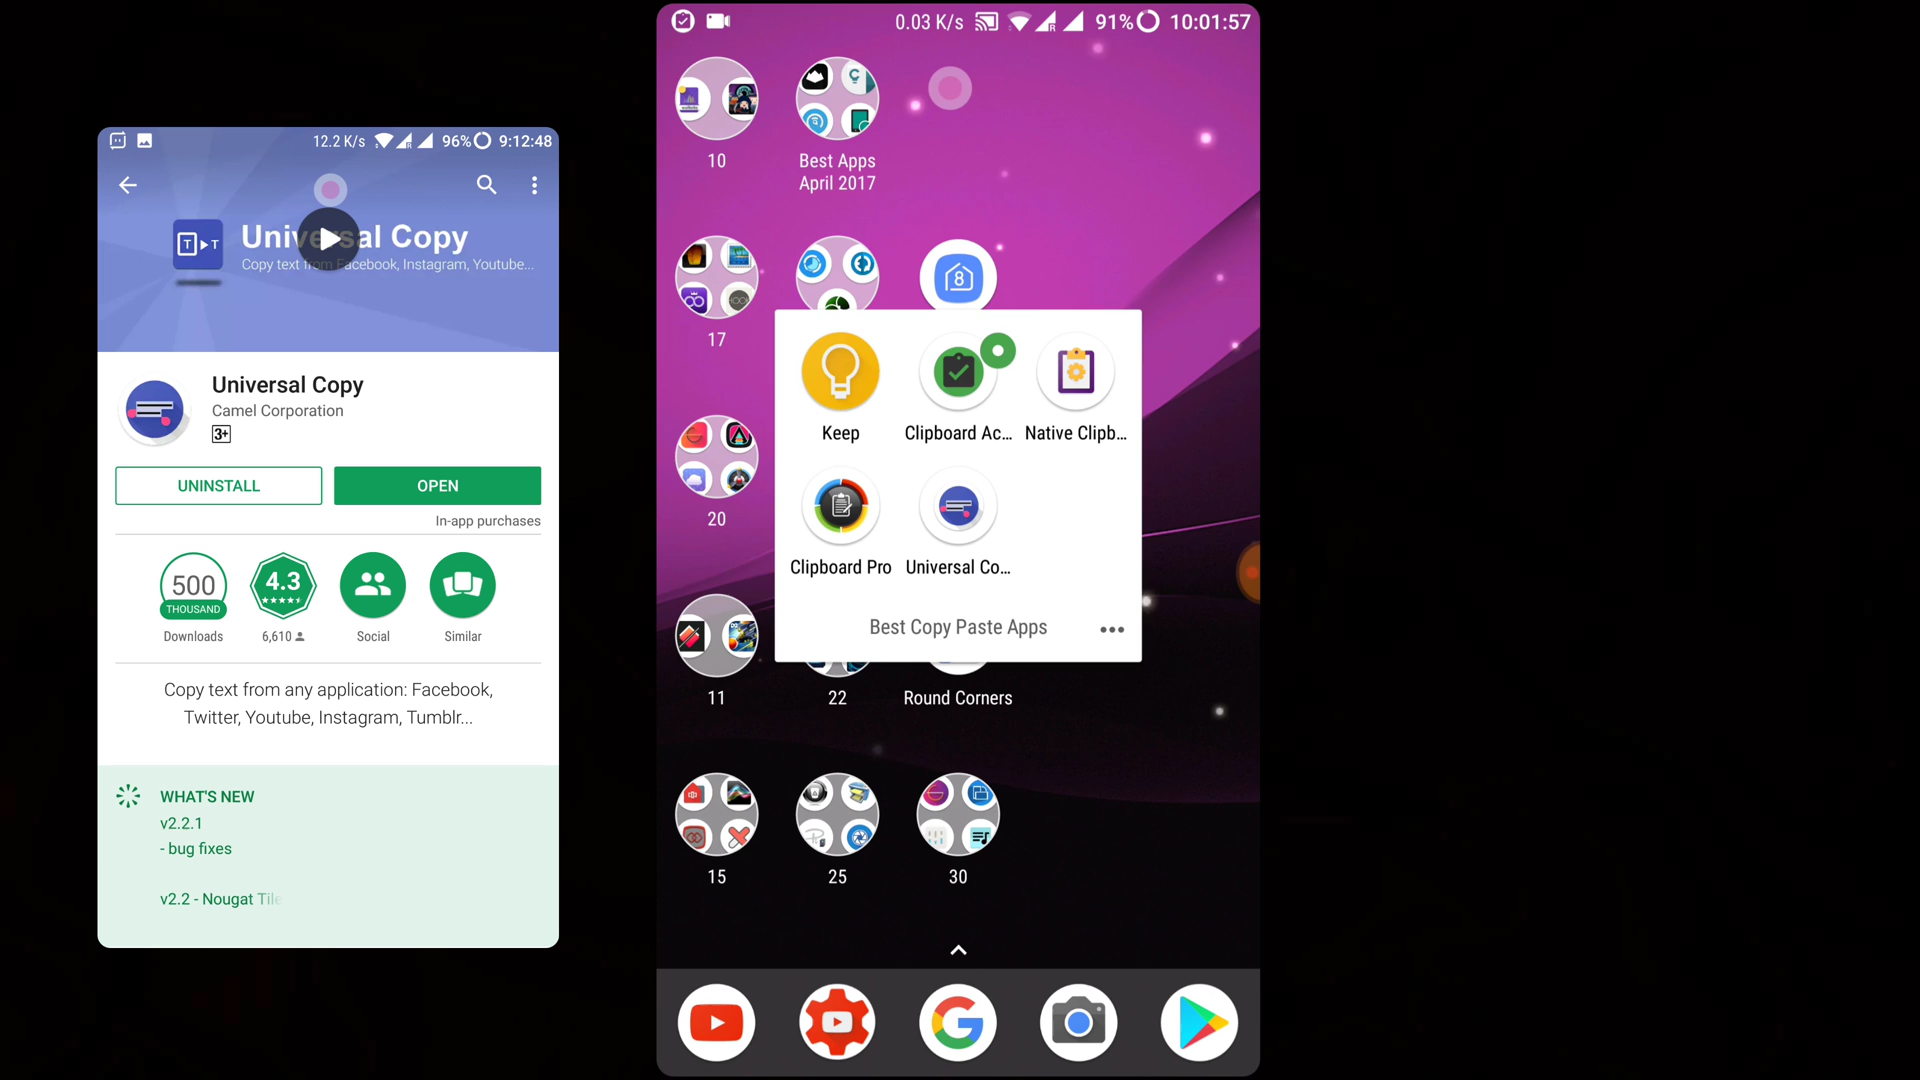 12.2 K/s 96% 9:12:48
Universal Copy
Copy text from Facebook, Instagram, Youtube...
Universal Copy
Camel Corporation
3+
UNINSTALL OPEN
In-app purchases
500
THOUSAND
Downloads
4.3
6,610
Social
Similar
Copy text from any application: Facebook,
Twitter, Youtube, Instagram, Tumblr...
WHAT'S NEW
v2.2.1
- bug fixes
v2.2 - Nougat Tile
0.03 K/s R 91% 10:01:57
10
Best Apps
April 2017
17
8
20
Keep
Clipboard Ac...
Native Clipb...
Clipboard Pro
Universal Co...
Best Copy Paste Apps
11
22
Round Corners
15
25
30